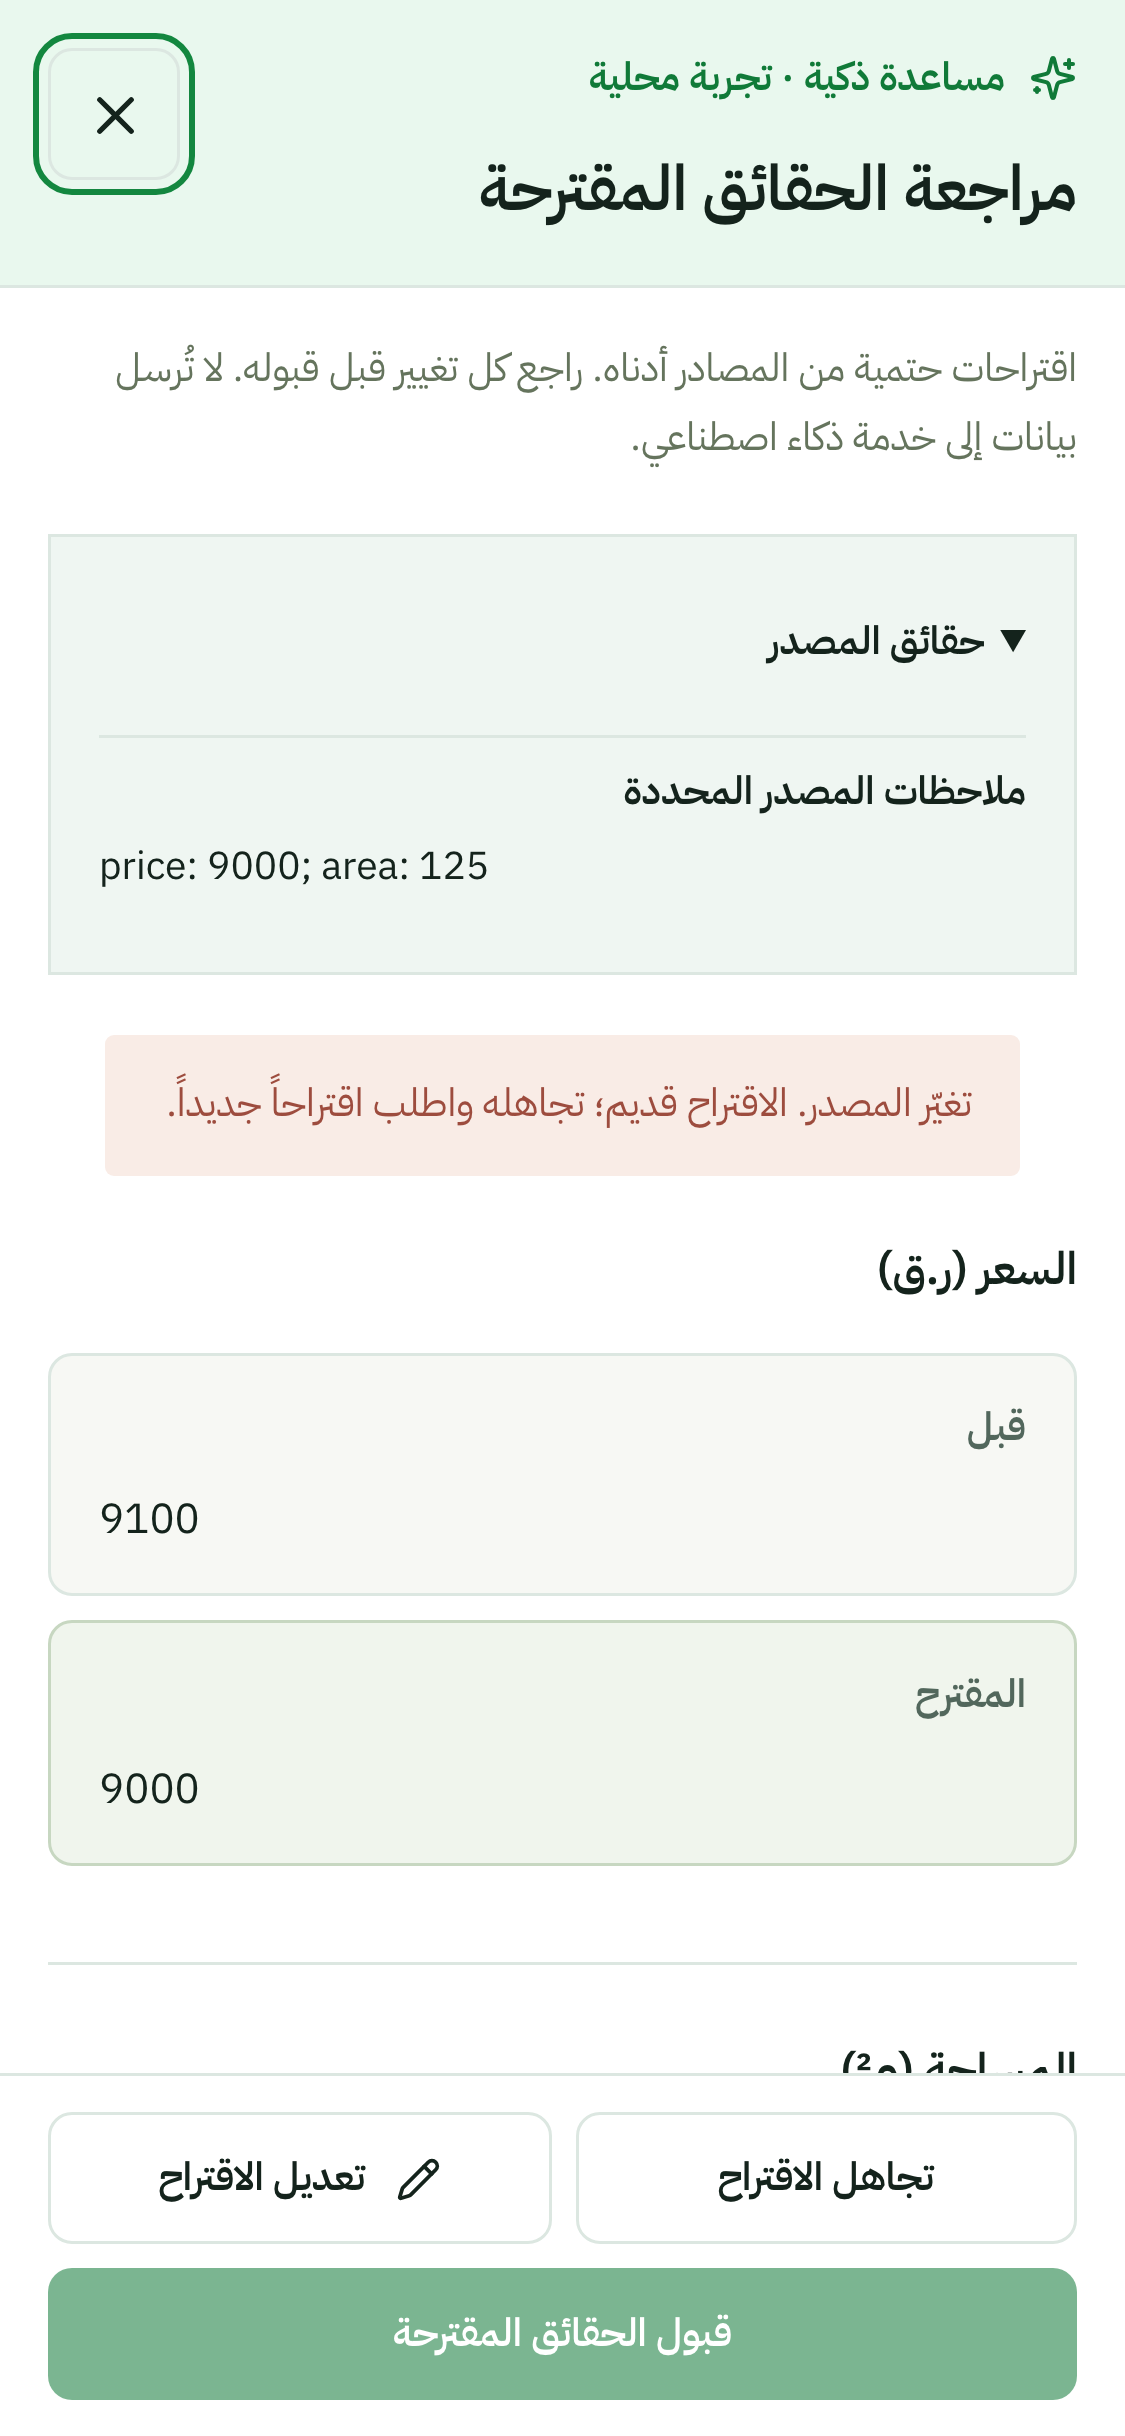 مساعدة ذكية · تجربة محلية
مراجعة الحقائق المقترحة
اقتراحات حتمية من المصادر أدناه. راجع كل تغيير قبل قبوله. لا تُرسل
بيانات إلى خدمة ذكاء اصطناعي.
▼ حقائق المصدر
ملاحظات المصدر المحددة
price: 9000; area: 125
تغيّر المصدر. الاقتراح قديم؛ تجاهله واطلب اقتراحاً جديداً.
السعر (ر.ق)
قبل
9100
المقترح
9000
المساحة (م²)
تجاهل الاقتراح
تعديل الاقتراح
قبول الحقائق المقترحة